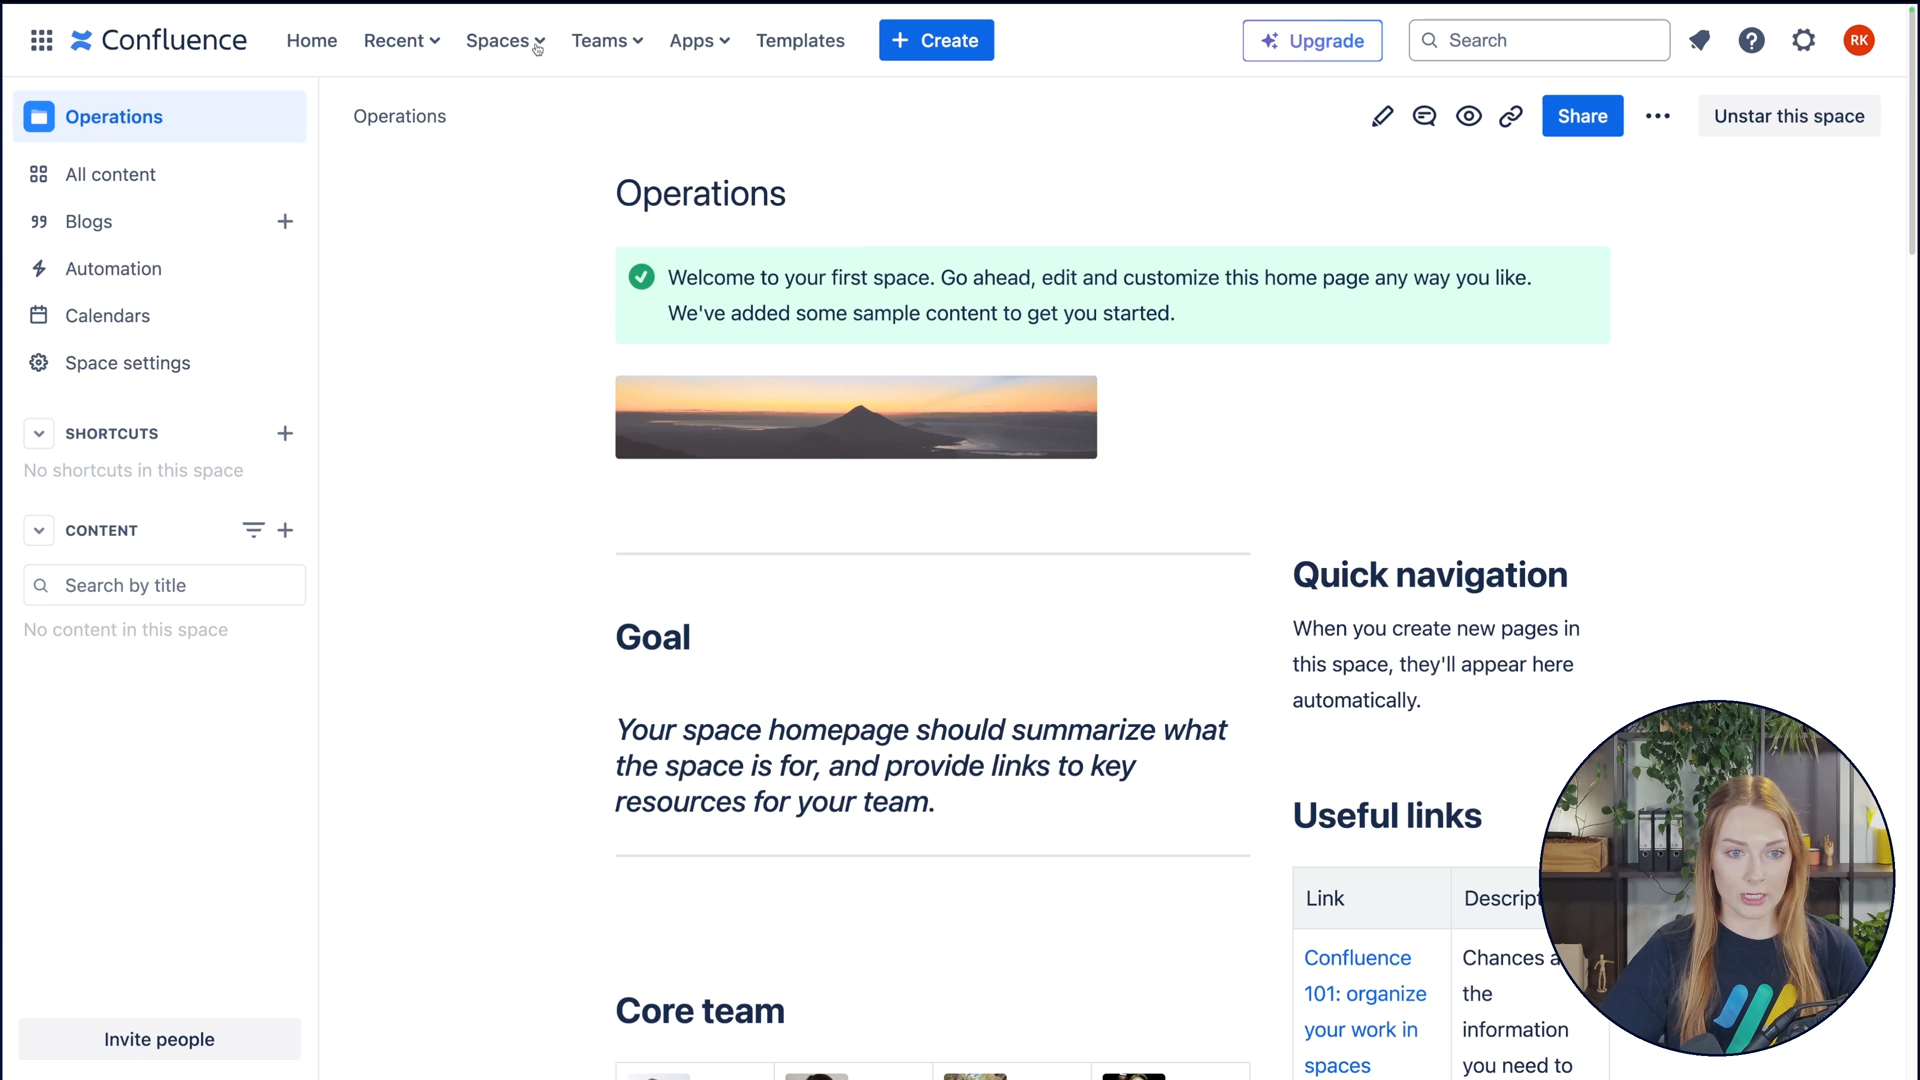 Confluence
Home
Recent
Spaces
Teams
Apps
Templates
Create
Upgrade
Search
RK
Operations
All content
Blogs
Automation
Calendars
Space settings
SHORTCUTS
No shortcuts in this space
CONTENT
Search by title
No content in this space
Invite people
Operations
Share
Unstar this space
Operations
Welcome to your first space. Go ahead, edit and customize this home page any way you like.
We've added some sample content to get you started.
Goal
Your space homepage should summarize what
the space is for, and provide links to key
resources for your team.
Core team
Quick navigation
When you create new pages in
this space, they'll appear here
automatically.
Useful links
Link
Descript
Confluence
101: organize
your work in
spaces
Chances a
the
information
you need to